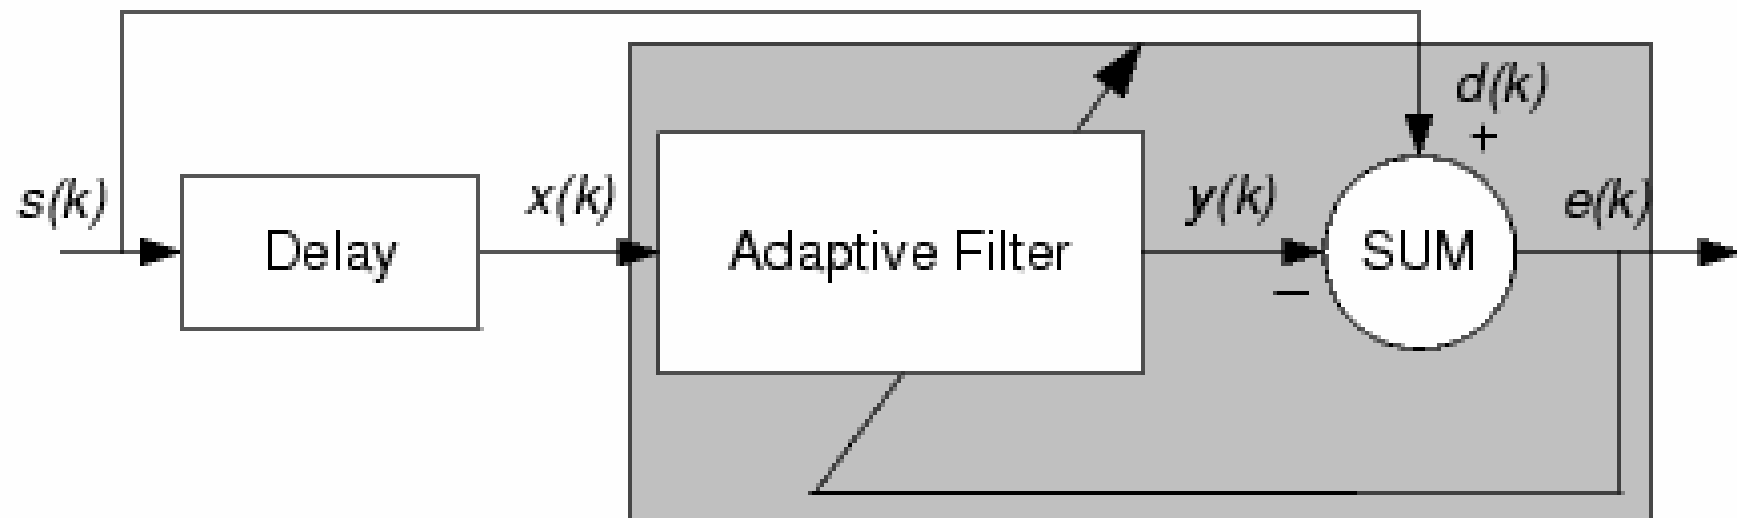 d(k)
+
s(k)
x(k)
y(k)
e(k)
Delay
Adaptive Filter
SUM
−